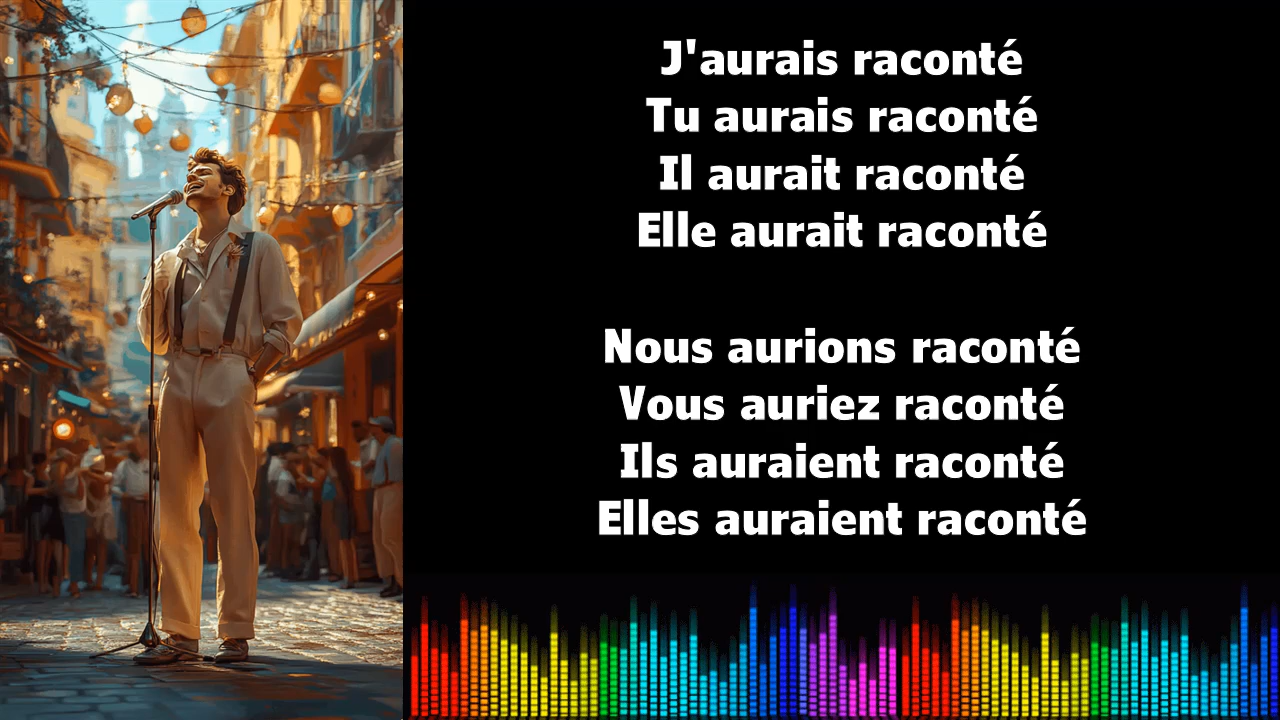 J'aurais raconté
Tu aurais raconté
Il aurait raconté
Elle aurait raconté
Nous aurions raconté
Vous auriez raconté
Ils auraient raconté
Elles auraient raconté